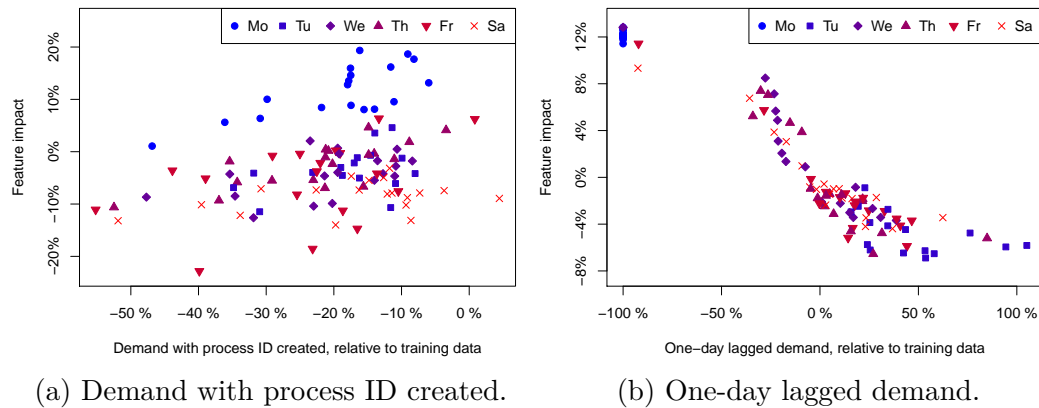 Mo Tu We Th Fr Sa
20%
10%
0%
−10%
−20%
Feature impact
−50 % −40 % −30 % −20 % −10 % 0 %
Demand with process ID created, relative to training data
(a) Demand with process ID created.
Mo Tu We Th Fr Sa
12%
8%
4%
0%
−4%
−8%
Feature impact
−100 % −50 % 0 % 50 % 100 %
One−day lagged demand, relative to training data
(b) One-day lagged demand.